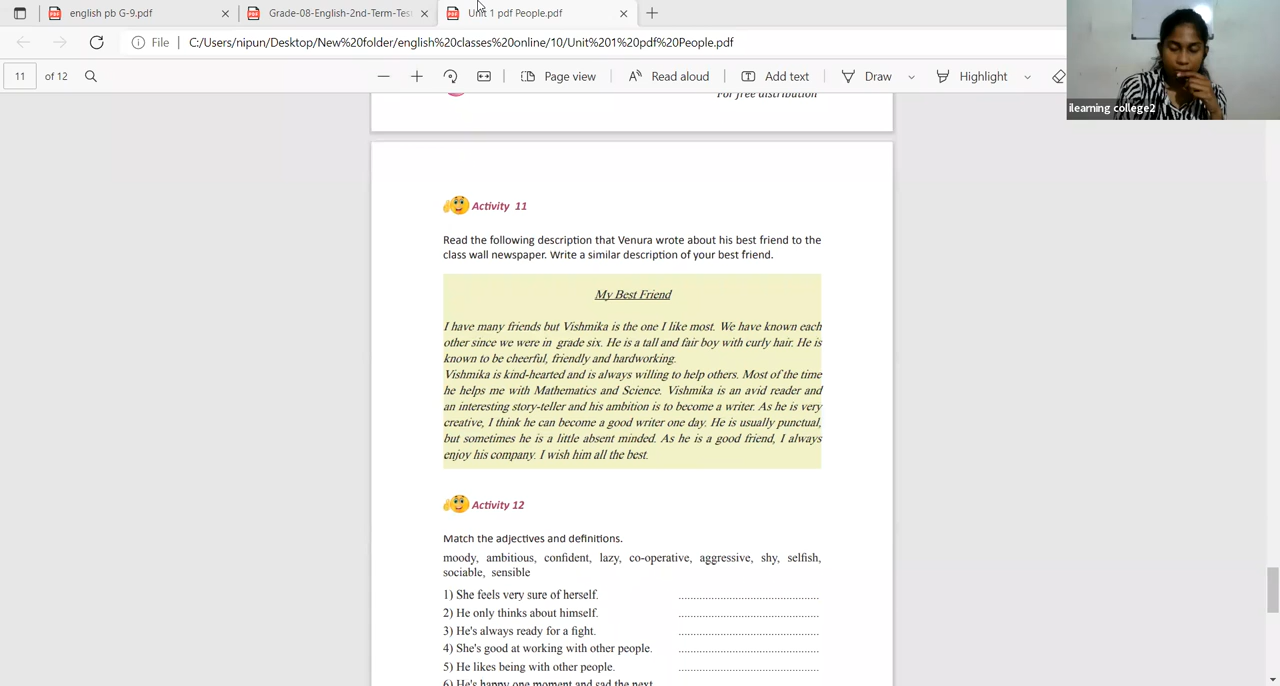 english pb G-9.pdf
Grade-08-English-2nd-Term-Tes
Unit 1 pdf People.pdf
File
C:/Users/nipun/Desktop/New%20folder/english%20classes%20online/10/Unit%201%20pdf%20People.pdf
11 of 12
Page view
Read aloud
Add text
Draw
Highlight
ilearning college2
For free distribution
Activity 11
Read the following description that Venura wrote about his best friend to the
class wall newspaper. Write a similar description of your best friend.
My Best Friend
I have many friends but Vishmika is the one I like most. We have known each
other since we were in grade six. He is a tall and fair boy with curly hair. He is
known to be cheerful, friendly and hardworking.
Vishmika is kind-hearted and is always willing to help others. Most of the time
he helps me with Mathematics and Science. Vishmika is an avid reader and
an interesting story-teller and his ambition is to become a writer. As he is very
creative, I think he can become a good writer one day. He is usually punctual,
but sometimes he is a little absent minded. As he is a good friend, I always
enjoy his company. I wish him all the best.
Activity 12
Match the adjectives and definitions.
moody, ambitious, confident, lazy, co-operative, aggressive, shy, selfish,
sociable, sensible
1) She feels very sure of herself. ................................................
2) He only thinks about himself. ................................................
3) He's always ready for a fight. ................................................
4) She's good at working with other people. ................................................
5) He likes being with other people. ................................................
6) He's happy one moment and sad the next